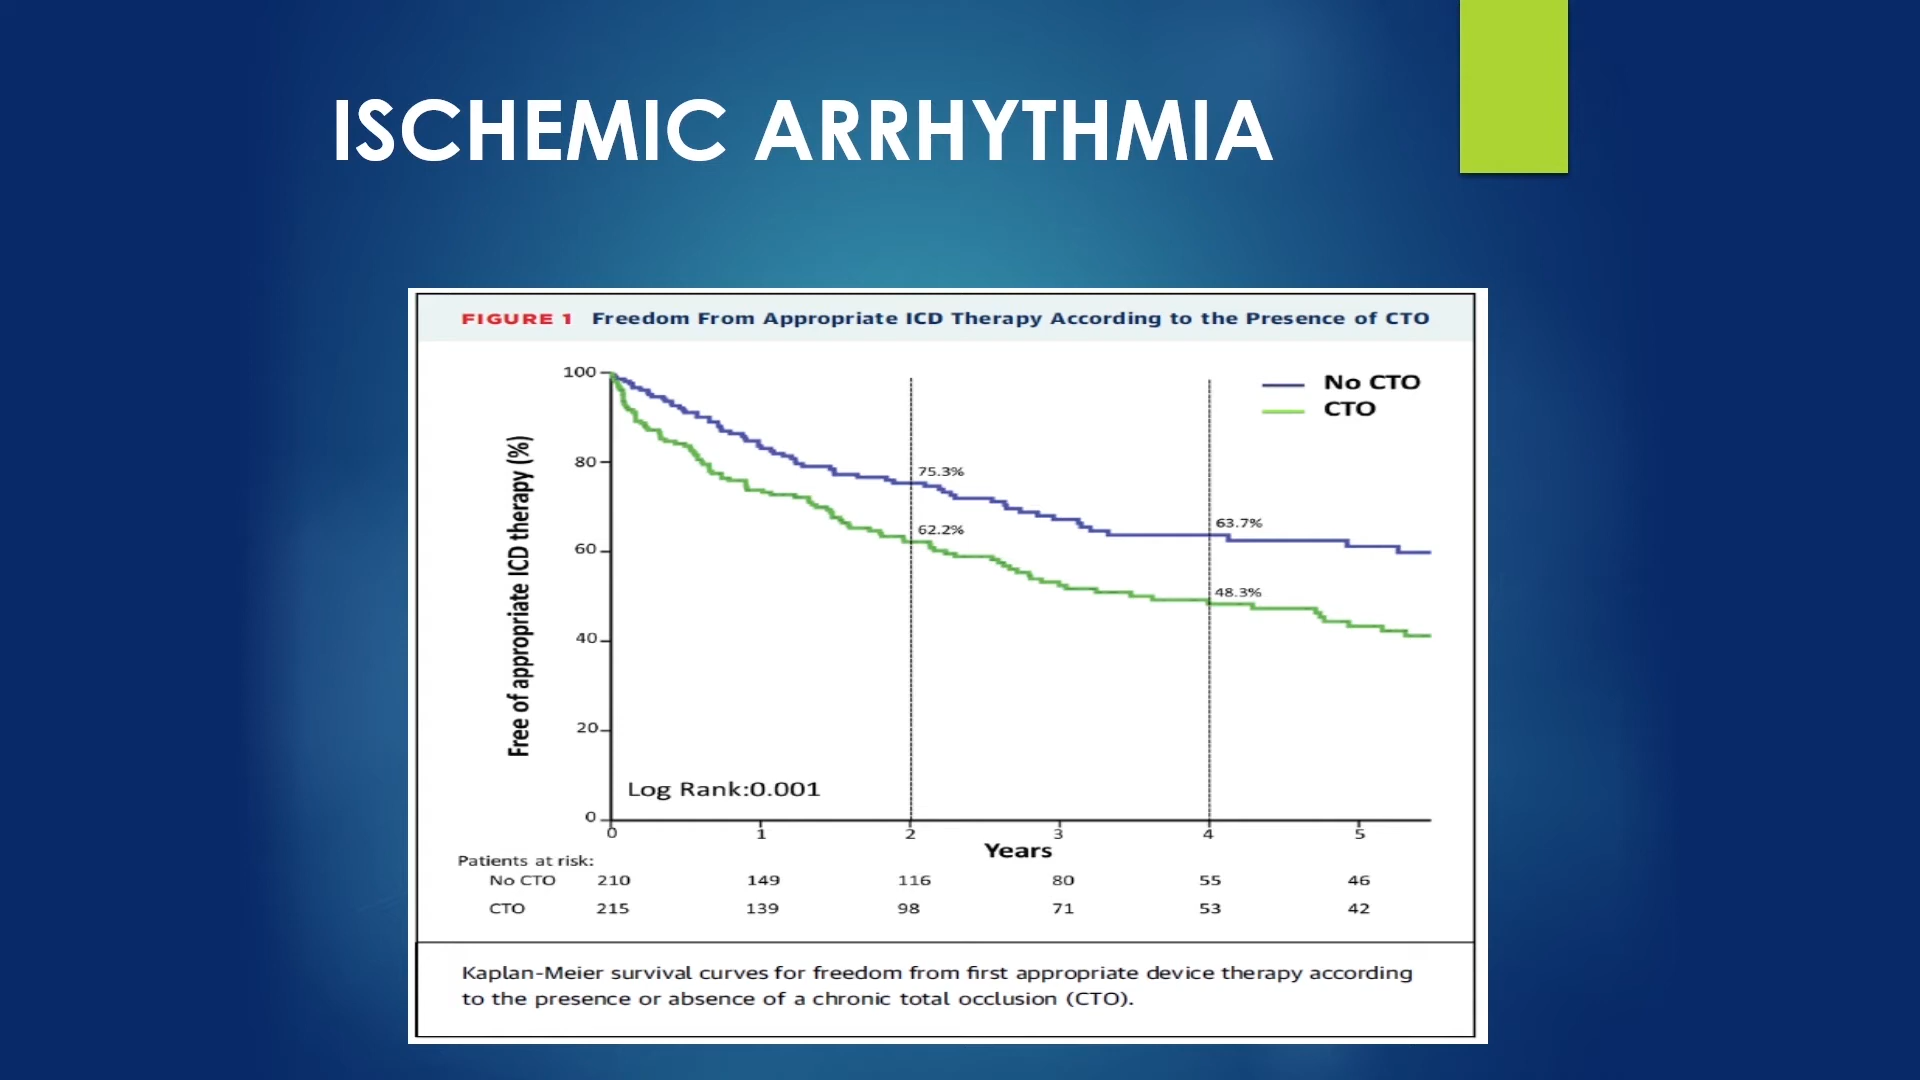 ISCHEMIC ARRHYTHMIA
FIGURE 1 Freedom From Appropriate ICD Therapy According to the Presence of CTO
No CTO
CTO
Free of appropriate ICD therapy (%)
100
80
60
40
20
0
75.3%
62.2%
63.7%
48.3%
Log Rank:0.001
0 1 2 3 4 5
Years
Patients at risk:
No CTO 210 149 116 80 55 46
CTO 215 139 98 71 53 42
Kaplan-Meier survival curves for freedom from first appropriate device therapy according
to the presence or absence of a chronic total occlusion (CTO).